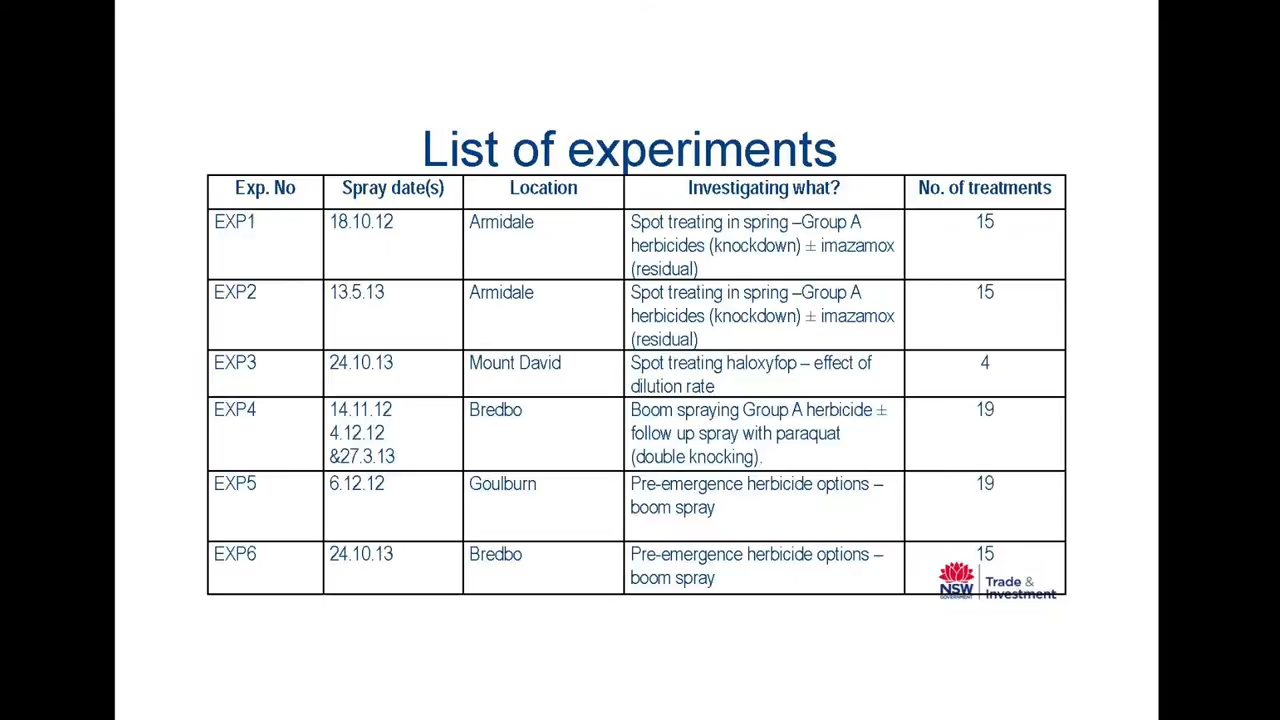 List of experiments
Exp. No Spray date(s) Location Investigating what? No. of treatments
EXP1 18.10.12 Armidale Spot treating in spring –Group A 15
herbicides (knockdown) ± imazamox
(residual)
EXP2 13.5.13 Armidale Spot treating in spring –Group A 15
herbicides (knockdown) ± imazamox
(residual)
EXP3 24.10.13 Mount David Spot treating haloxyfop – effect of 4
dilution rate
EXP4 14.11.12 Bredbo Boom spraying Group A herbicide ± 19
4.12.12 follow up spray with paraquat
&27.3.13 (double knocking).
EXP5 6.12.12 Goulburn Pre-emergence herbicide options – 19
boom spray
EXP6 24.10.13 Bredbo Pre-emergence herbicide options – 15
boom spray
NSW
GOVERNMENT
Trade &
Investment